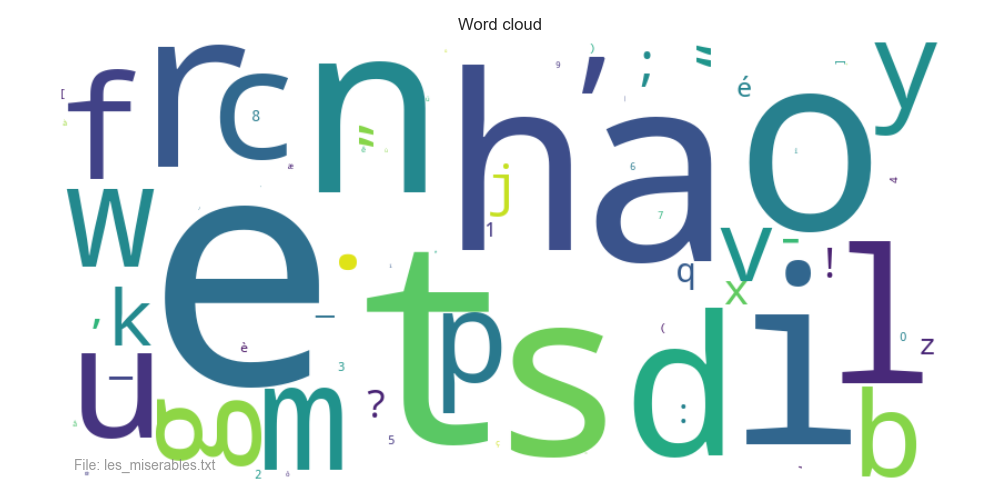 Word cloud
f r c n h a o y
[ 8 9 , ; " é ) 6 7 4 j 1
w e . t p s d i l
k , è _ - 3 ? 5 : q v x - ! ( 0 z
u - g m 2 b
File: les_miserables.txt